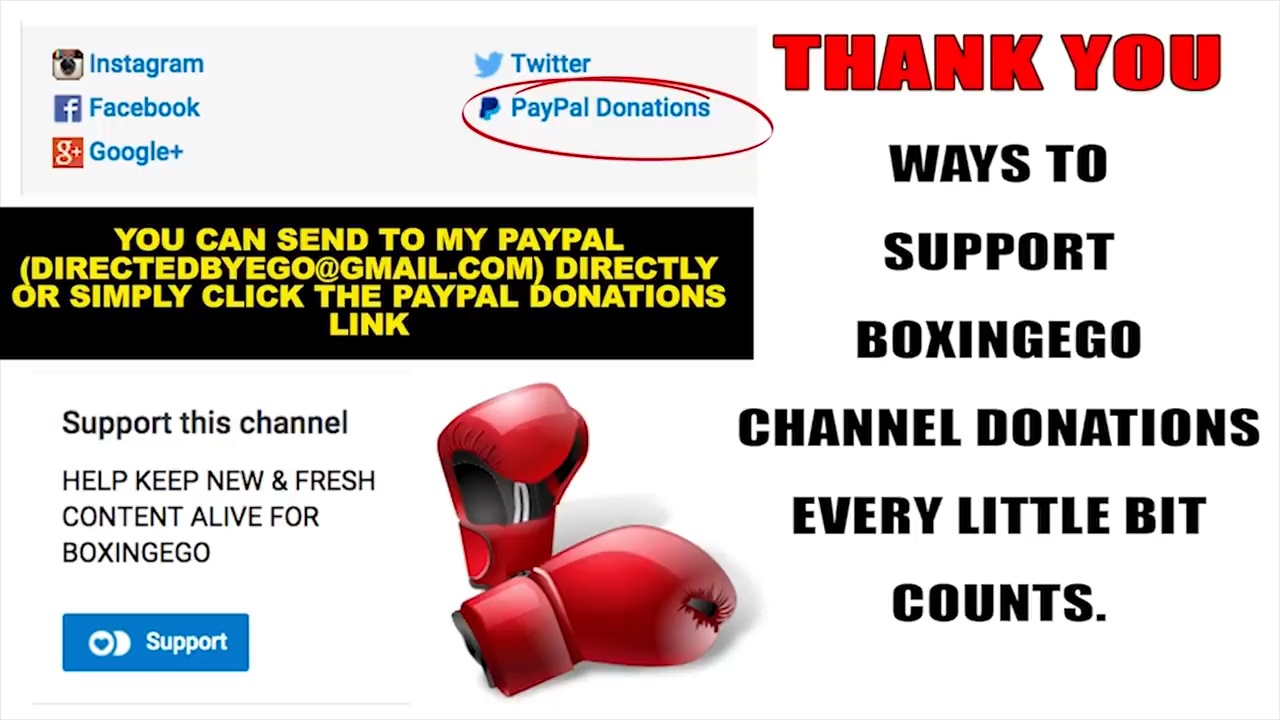 Instagram
Twitter
Facebook
PayPal Donations
Google+
YOU CAN SEND TO MY PAYPAL
(DIRECTEDBYEGO@GMAIL.COM) DIRECTLY
OR SIMPLY CLICK THE PAYPAL DONATIONS
LINK
Support this channel
HELP KEEP NEW & FRESH
CONTENT ALIVE FOR
BOXINGEGO
Support
THANK YOU
WAYS TO
SUPPORT
BOXINGEGO
CHANNEL DONATIONS
EVERY LITTLE BIT
COUNTS.